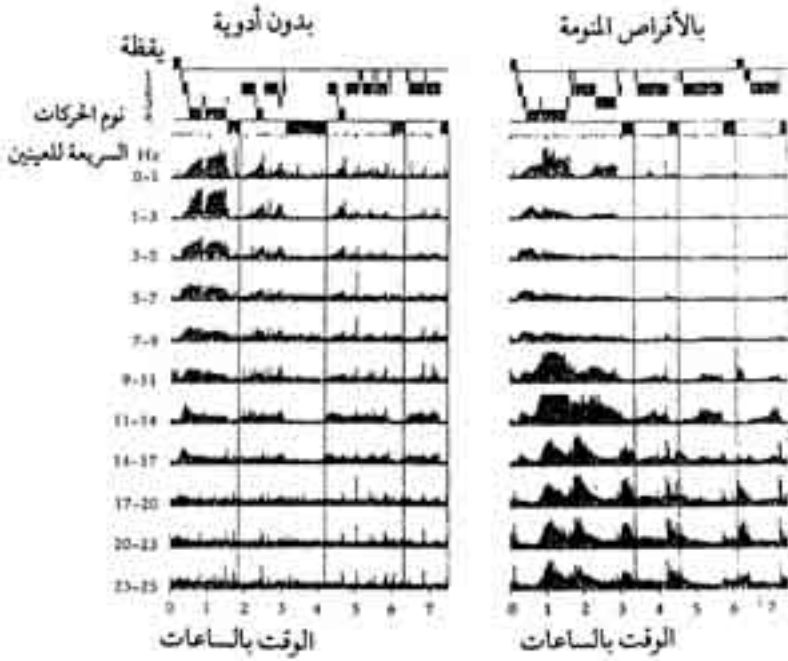 بدون أدوية
بالأقراص المنومة
يقظة
نوم الحركات
السريعة للعينين
Hz
0-1
1-3
3-5
5-7
7-9
9-11
11-14
14-17
17-20
20-23
23-25
0 1 2 3 4 5 6 7
0 1 2 3 4 5 6 7
الوقت بالساعات
الوقت بالساعات